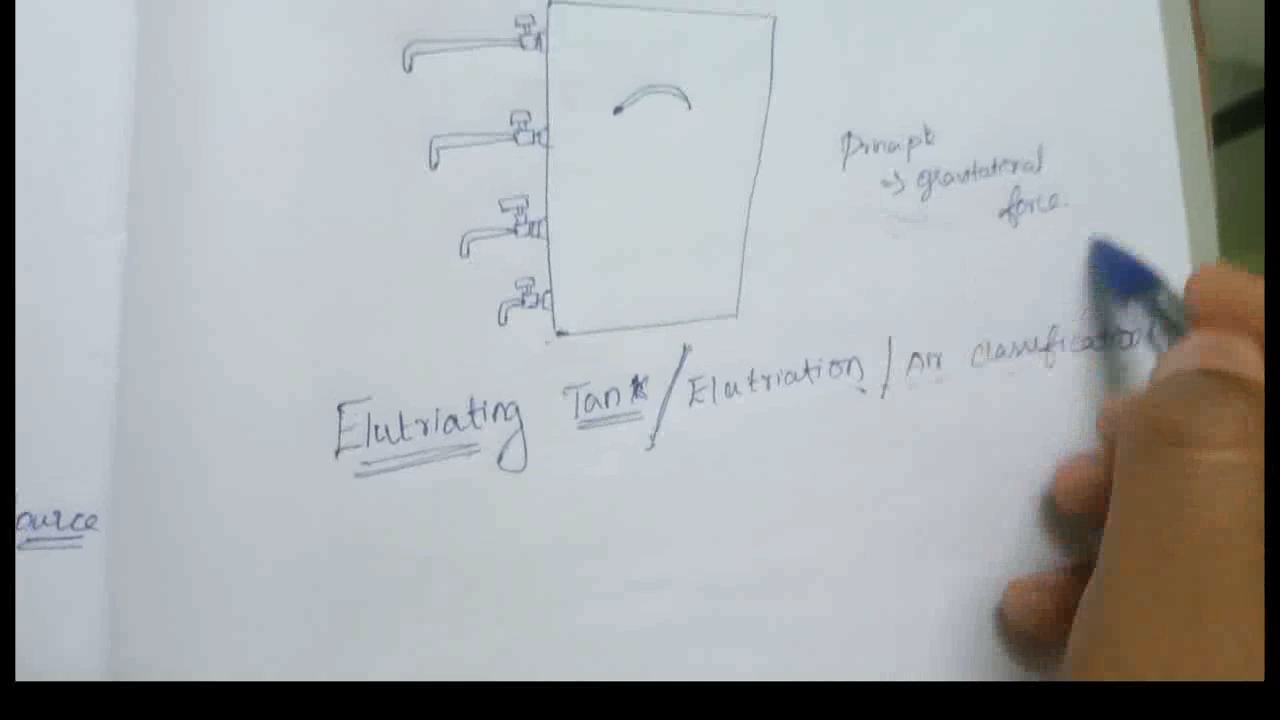 Principle
→ gravitational
force.
Elutriating Tank / Elutriation / Air classification
ource